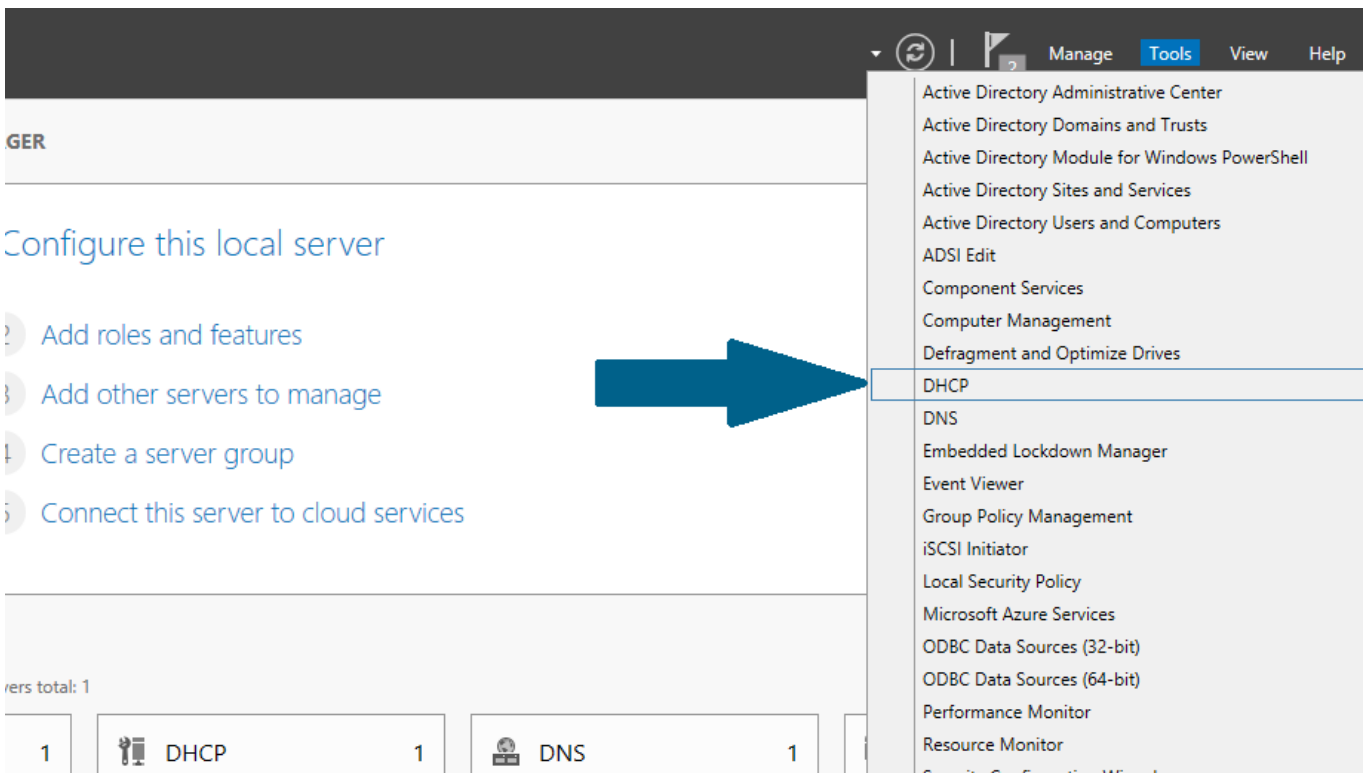 2
Manage
Tools
View
Help
GER
Configure this local server
2 Add roles and features
3 Add other servers to manage
4 Create a server group
5 Connect this server to cloud services
vers total: 1
1
DHCP 1
DNS 1
Active Directory Administrative Center
Active Directory Domains and Trusts
Active Directory Module for Windows PowerShell
Active Directory Sites and Services
Active Directory Users and Computers
ADSI Edit
Component Services
Computer Management
Defragment and Optimize Drives
DHCP
DNS
Embedded Lockdown Manager
Event Viewer
Group Policy Management
iSCSI Initiator
Local Security Policy
Microsoft Azure Services
ODBC Data Sources (32-bit)
ODBC Data Sources (64-bit)
Performance Monitor
Resource Monitor